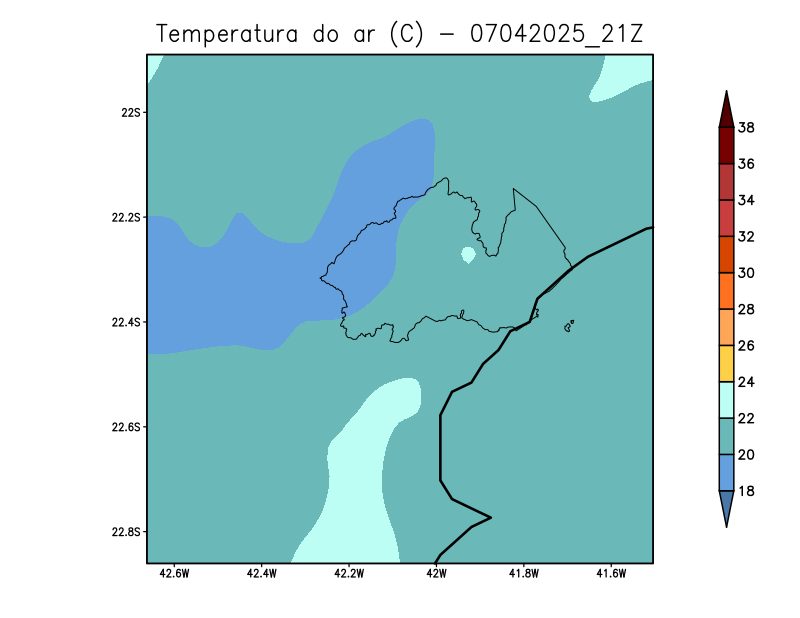 Temperatura do ar (C) - 07042025_21Z
22S
22.2S
22.4S
22.6S
22.8S
42.6W
42.4W
42.2W
42W
41.8W
41.6W
38
36
34
32
30
28
26
24
22
20
18